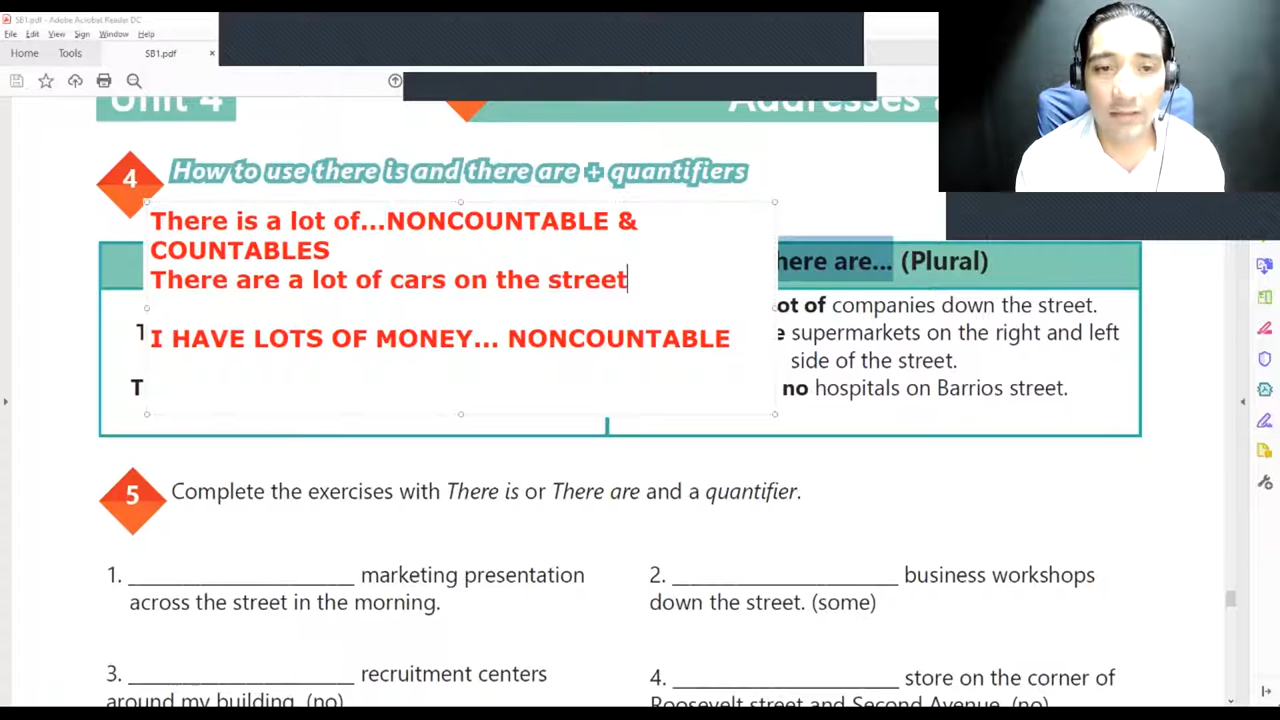 SB1.pdf - Adobe Acrobat Reader DC
File Edit View Sign Window Help
Home Tools SB1.pdf ×
Unit 4 Addresses
4 How to use there is and there are + quantifiers
There is a lot of...NONCOUNTABLE &
COUNTABLES
There are a lot of cars on the street
I HAVE LOTS OF MONEY... NONCOUNTABLE
here are... (Plural)
T
T
ot of companies down the street.
e supermarkets on the right and left
side of the street.
no hospitals on Barrios street.
5 Complete the exercises with There is or There are and a quantifier.
1. ____________________ marketing presentation
across the street in the morning.
2. ____________________ business workshops
down the street. (some)
3. ____________________ recruitment centers
around my building. (no)
4. ____________________ store on the corner of
Roosevelt street and Second Avenue. (no)